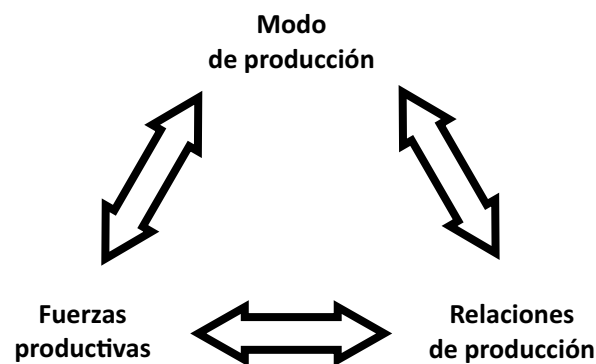 Modo
de producción
Fuerzas
productivas
Relaciones
de producción